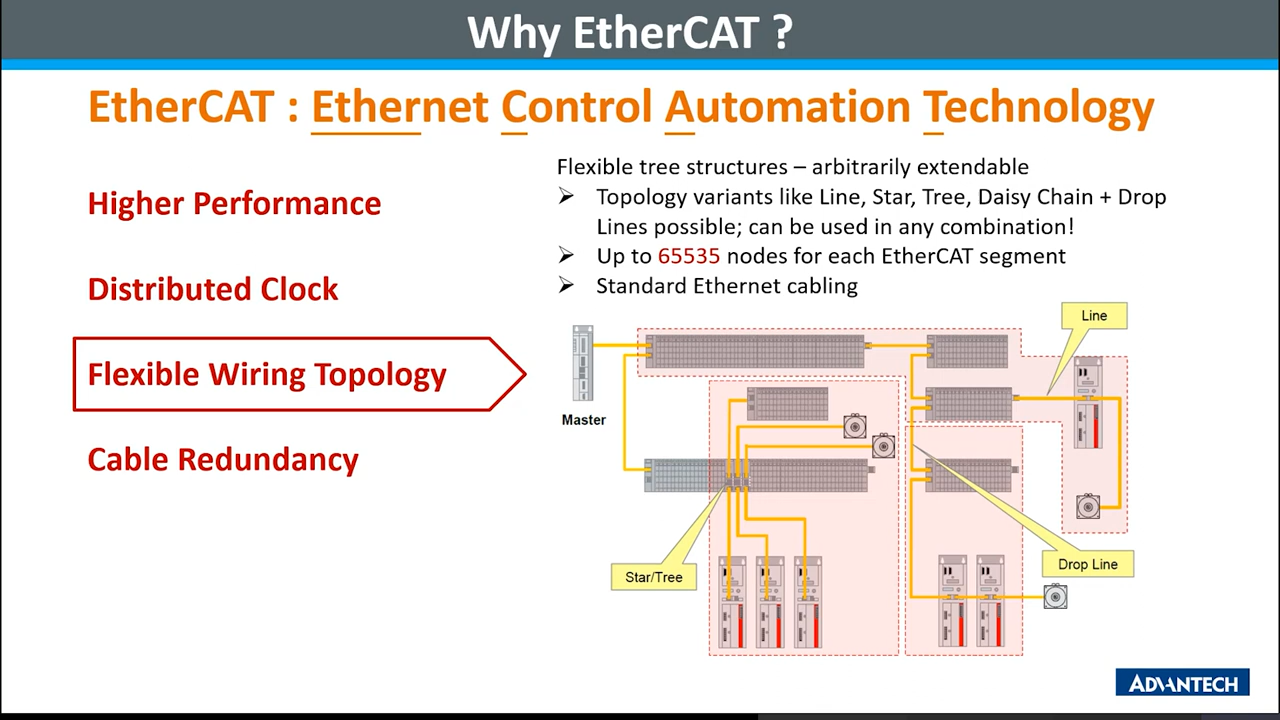 Why EtherCAT ?
EtherCAT : Ethernet Control Automation Technology
Higher Performance
Distributed Clock
Flexible Wiring Topology
Cable Redundancy
Flexible tree structures – arbitrarily extendable
➢ Topology variants like Line, Star, Tree, Daisy Chain + Drop
Lines possible; can be used in any combination!
➢ Up to 65535 nodes for each EtherCAT segment
➢ Standard Ethernet cabling
Line
Master
Star/Tree
Drop Line
ADVANTECH